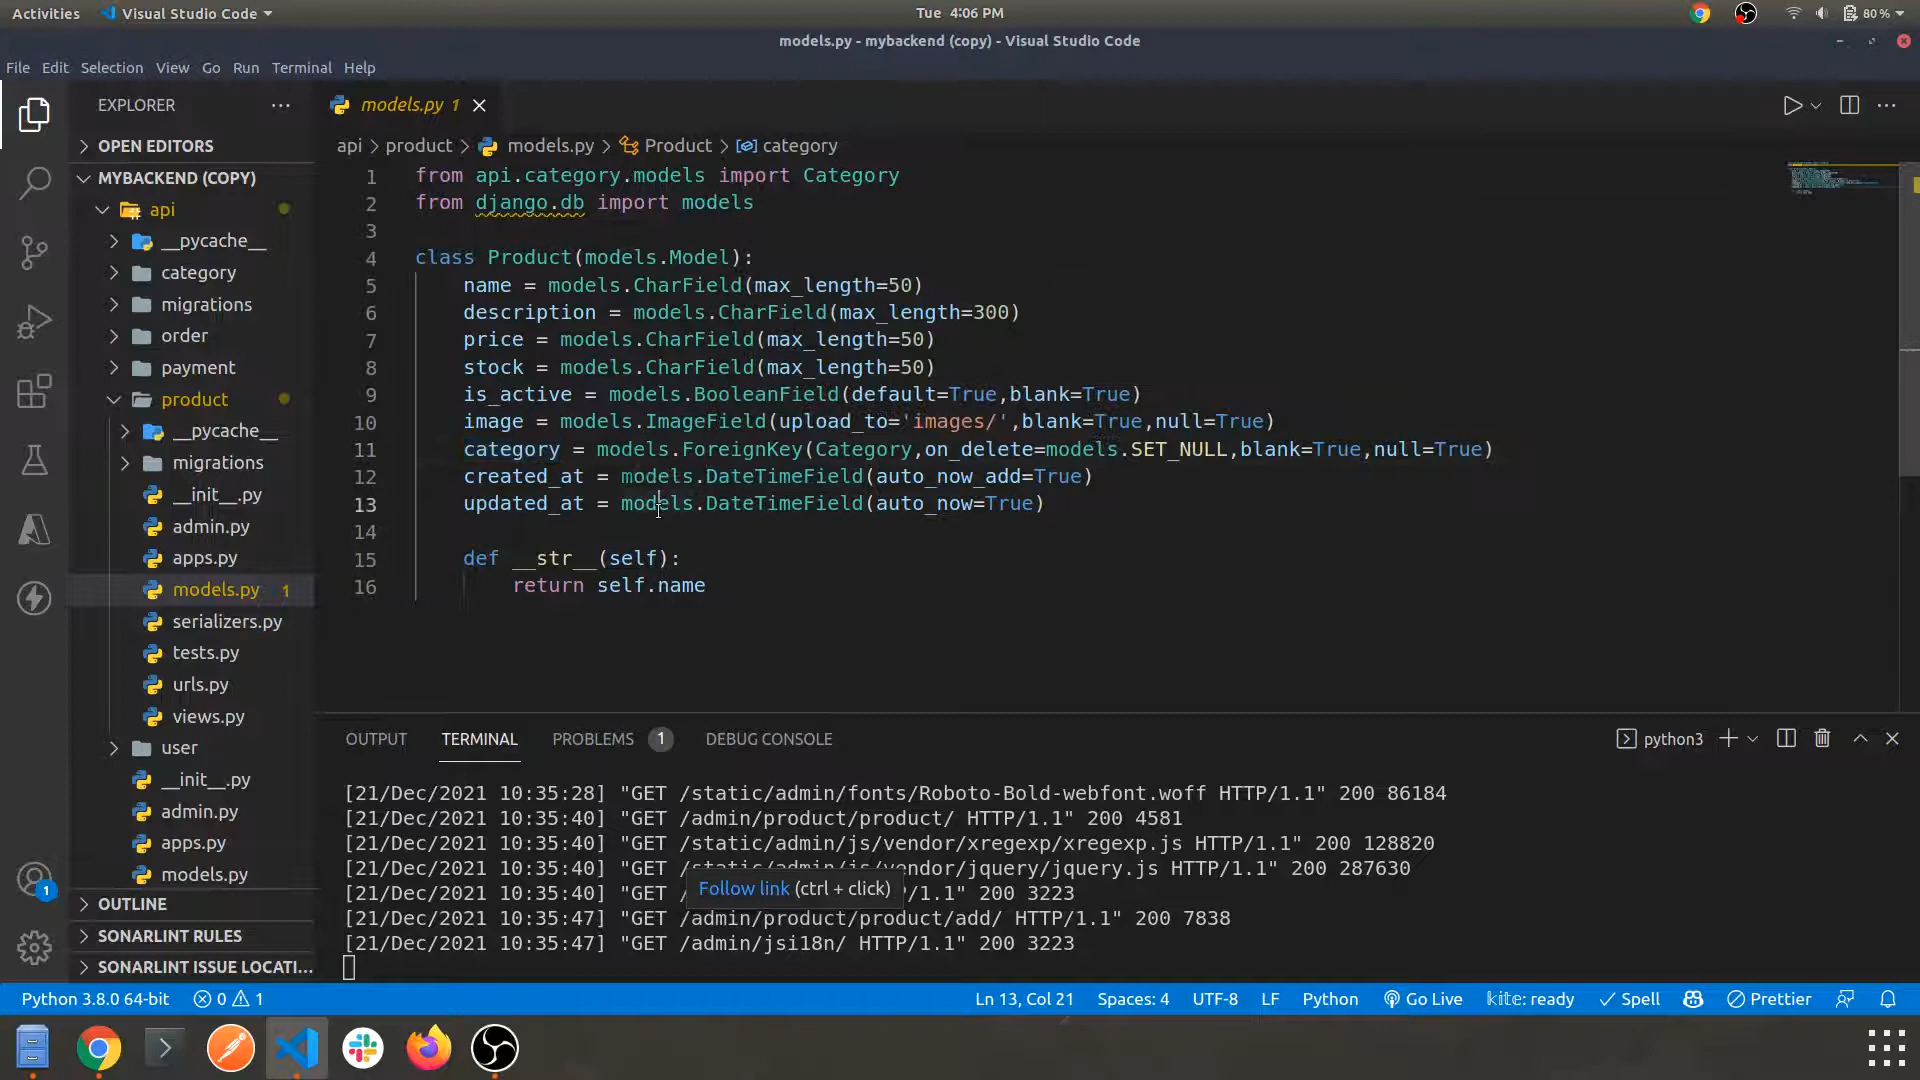 Activities Visual Studio Code Tue 4:06 PM 80 %
models.py - mybackend (copy) - Visual Studio Code
File Edit Selection View Go Run Terminal Help
EXPLORER
OPEN EDITORS
MYBACKEND (COPY)
api
__pycache__
category
migrations
order
payment
product
__pycache__
migrations
__init__.py
admin.py
apps.py
models.py 1
serializers.py
tests.py
urls.py
views.py
user
__init__.py
admin.py
apps.py
models.py
OUTLINE
SONARLINT RULES
SONARLINT ISSUE LOCATI...
1
models.py 1
api > product > models.py > Product > category
1 from api.category.models import Category
2 from django.db import models
3
4 class Product(models.Model):
5 name = models.CharField(max_length=50)
6 description = models.CharField(max_length=300)
7 price = models.CharField(max_length=50)
8 stock = models.CharField(max_length=50)
9 is_active = models.BooleanField(default=True,blank=True)
10 image = models.ImageField(upload_to='images/',blank=True,null=True)
11 category = models.ForeignKey(Category,on_delete=models.SET_NULL,blank=True,null=True)
12 created_at = models.DateTimeField(auto_now_add=True)
13 updated_at = models.DateTimeField(auto_now=True)
14
15 def __str__(self):
16 return self.name
OUTPUT TERMINAL PROBLEMS 1 DEBUG CONSOLE python3
[21/Dec/2021 10:35:28] "GET /static/admin/fonts/Roboto-Bold-webfont.woff HTTP/1.1" 200 86184
[21/Dec/2021 10:35:40] "GET /admin/product/product/ HTTP/1.1" 200 4581
[21/Dec/2021 10:35:40] "GET /static/admin/js/vendor/xregexp/xregexp.js HTTP/1.1" 200 128820
[21/Dec/2021 10:35:40] "GET /static/admin/js/vendor/jquery/jquery.js HTTP/1.1" 200 287630
[21/Dec/2021 10:35:40] "GET / P/1.1" 200 3223
Follow link (ctrl + click)
[21/Dec/2021 10:35:47] "GET /admin/product/product/add/ HTTP/1.1" 200 7838
[21/Dec/2021 10:35:47] "GET /admin/jsi18n/ HTTP/1.1" 200 3223
Python 3.8.0 64-bit 0 1 Ln 13, Col 21 Spaces: 4 UTF-8 LF Python Go Live kite: ready Spell Prettier